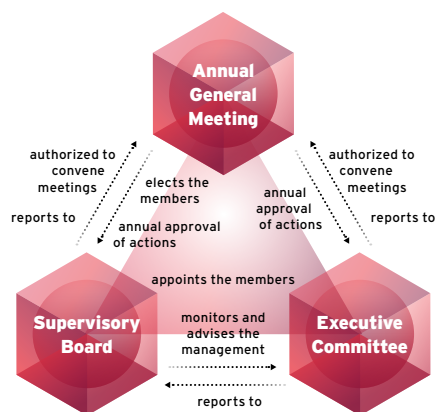 Annual
General
Meeting
authorized to
convene
meetings
reports to
elects the
members
annual approval
of actions
annual
approval
of actions
authorized to
convene
meetings
reports to
appoints the members
Supervisory
Board
monitors and
advises the
management
Executive
Committee
reports to